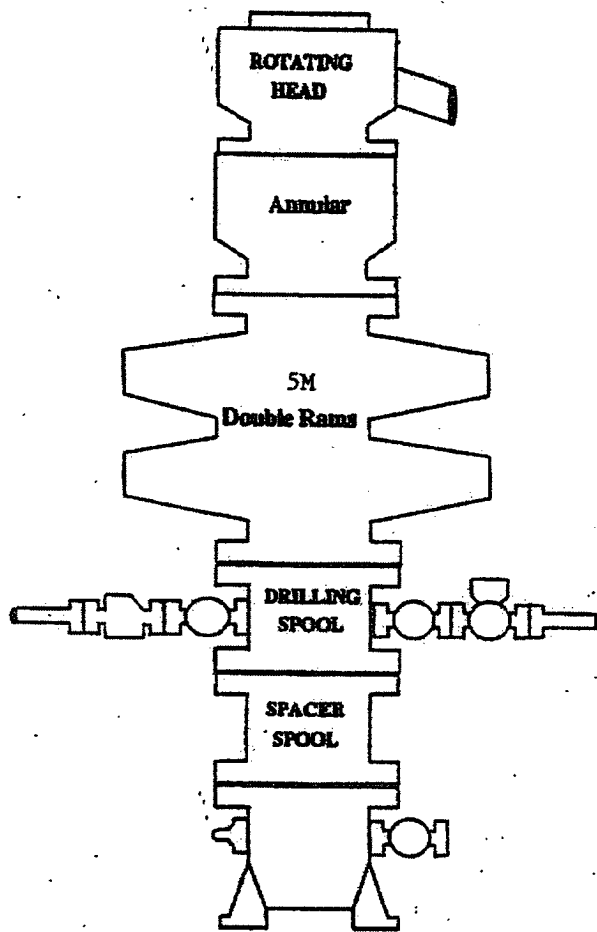 ROTATING
HEAD
Annular
5M
Double Rams
DRILLING
SPOOL
SPACER
SPOOL